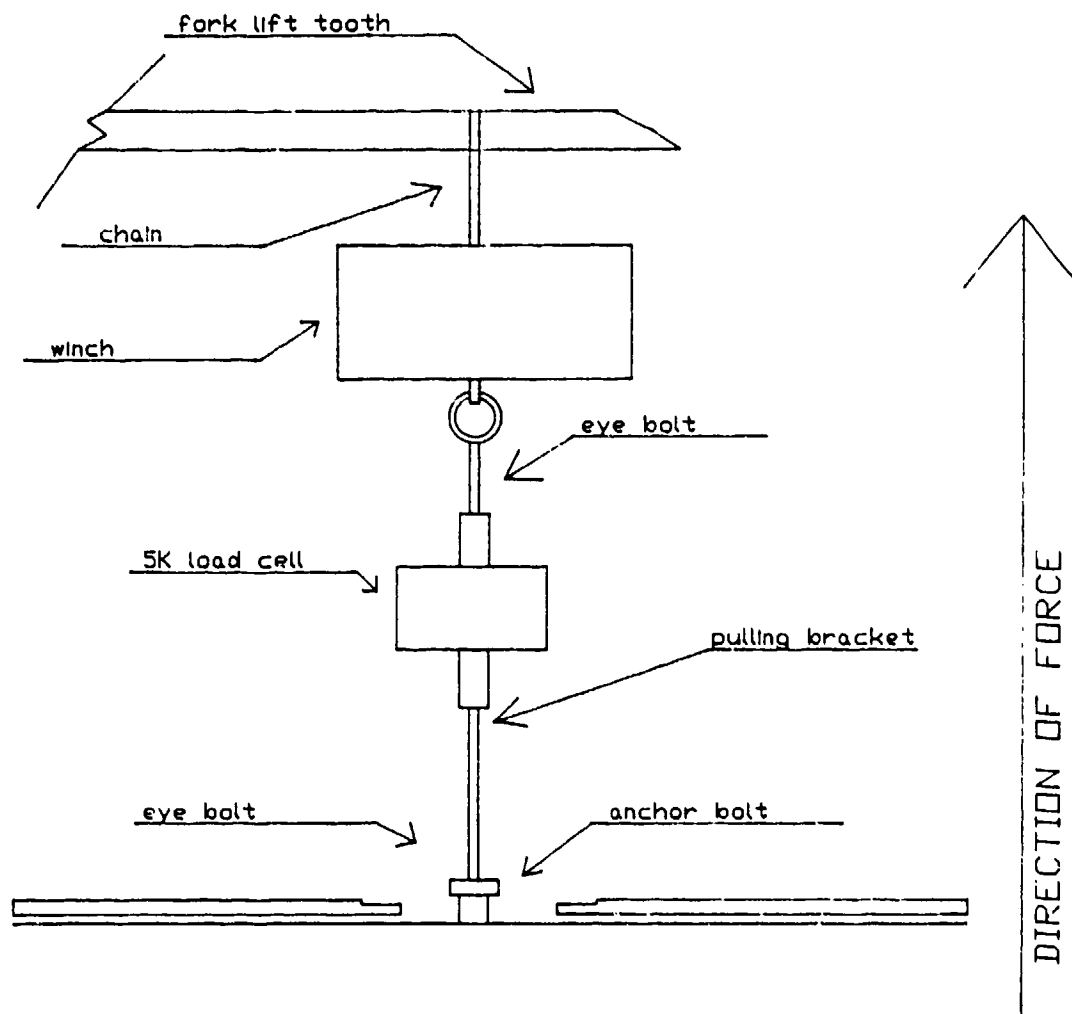 fork lift tooth
chain
winch
eye bolt
5K load cell
pulling bracket
eye bolt
anchor bolt
DIRECTION OF FORCE